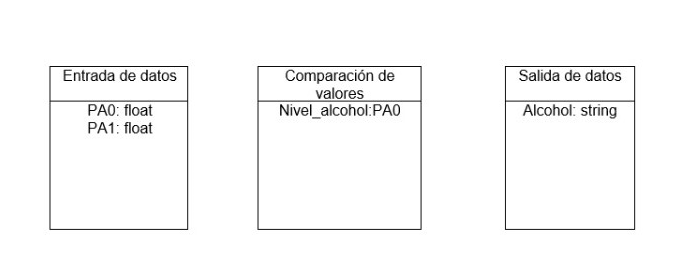 Entrada de datos
PA0: float
PA1: float
Comparación de
valores
Nivel_alcohol:PA0
Salida de datos
Alcohol: string